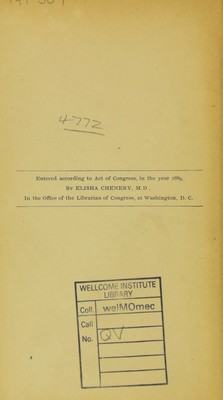 4772
Entered according to Act of Congress, in the year 1889,
BY ELISHA CHENERY, M.D.,
In the Office of the Librarian of Congress, at Washington, D. C.
WELLCOME INSTITUTE
LIBRARY
Coll. welMOmec
Call
No. QV